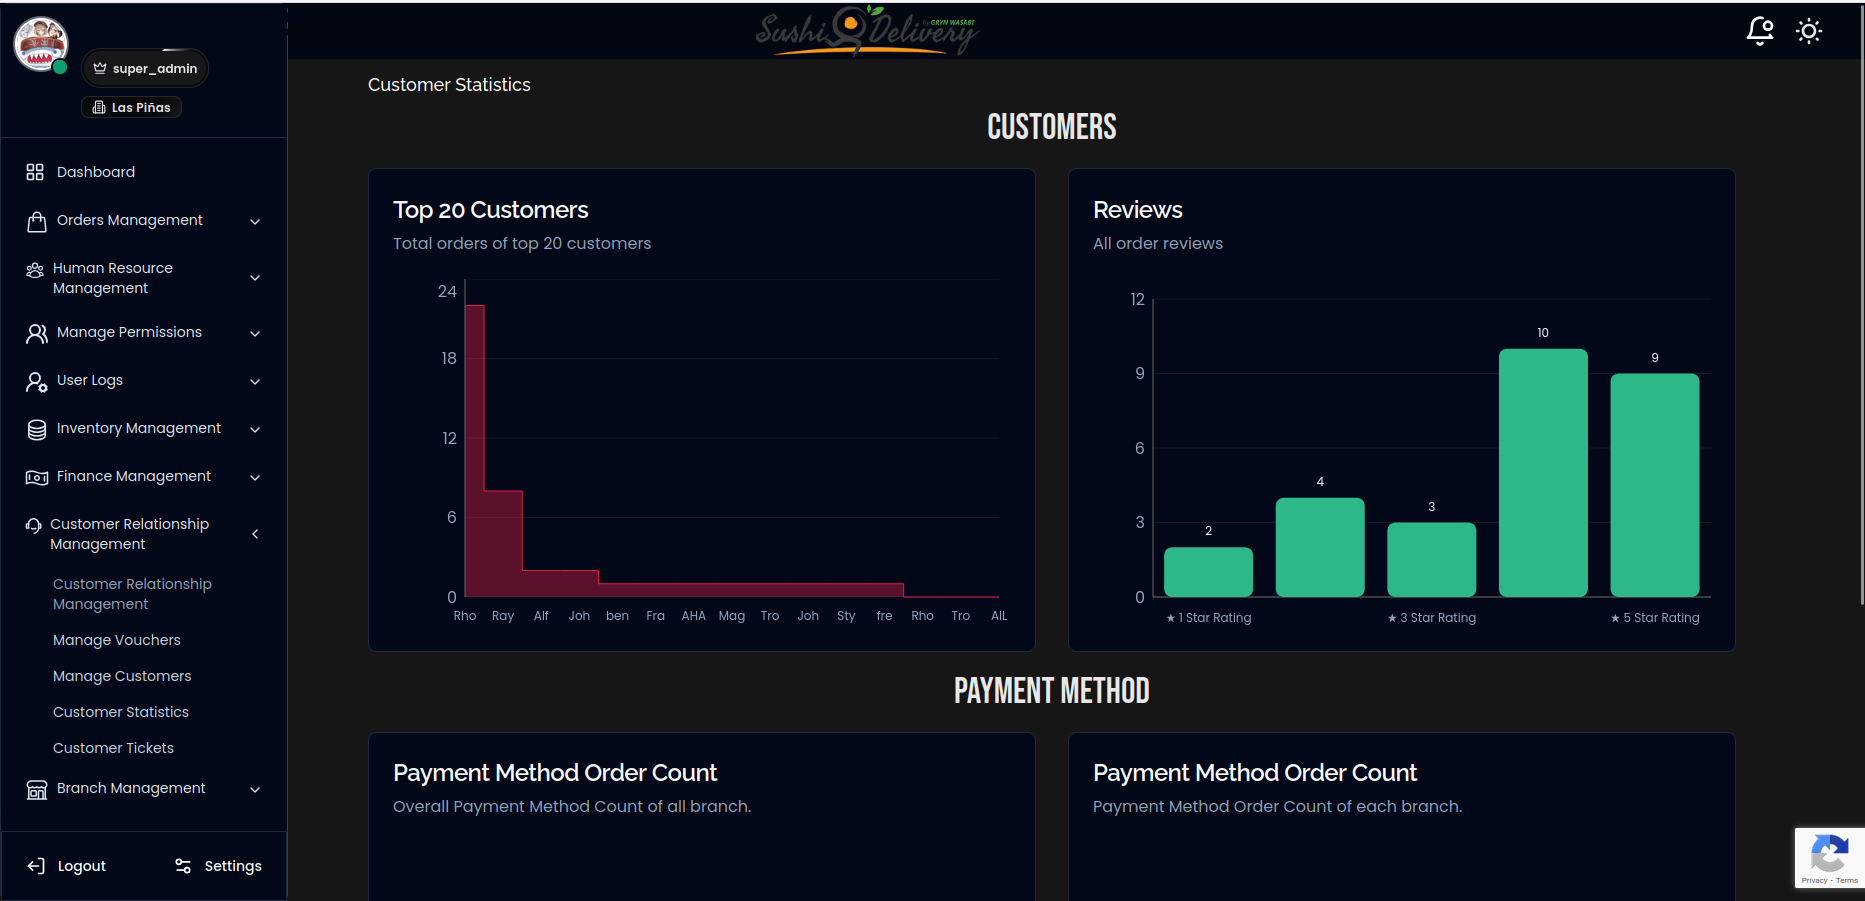 super_admin
Las Piñas
Dashboard
Orders Management
Human Resource
Management
Manage Permissions
User Logs
Inventory Management
Finance Management
Customer Relationship
Management
Customer Relationship
Management
Manage Vouchers
Manage Customers
Customer Statistics
Customer Tickets
Branch Management
Logout
Settings
Sushi Delivery
by GRYN WASABI
Customer Statistics
CUSTOMERS
Top 20 Customers
Total orders of top 20 customers
24
18
12
6
0
Rho Ray Alf Joh ben Fra AHA Mag Tro Joh Sty fre Rho Tro AlL
Reviews
All order reviews
12
9
6
3
0
2
4
3
10
9
★ 1 Star Rating ★ 3 Star Rating ★ 5 Star Rating
PAYMENT METHOD
Payment Method Order Count
Overall Payment Method Count of all branch.
Payment Method Order Count
Payment Method Order Count of each branch.
Privacy - Terms